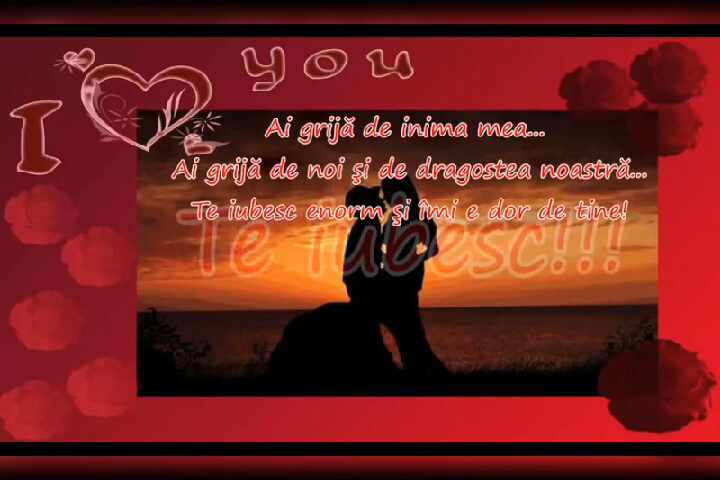 I you
Ai grijă de inima mea...
Ai grijă de noi şi de dragostea noastră...
Te iubesc enorm şi îmi e dor de tine!
Te iubesc!!!